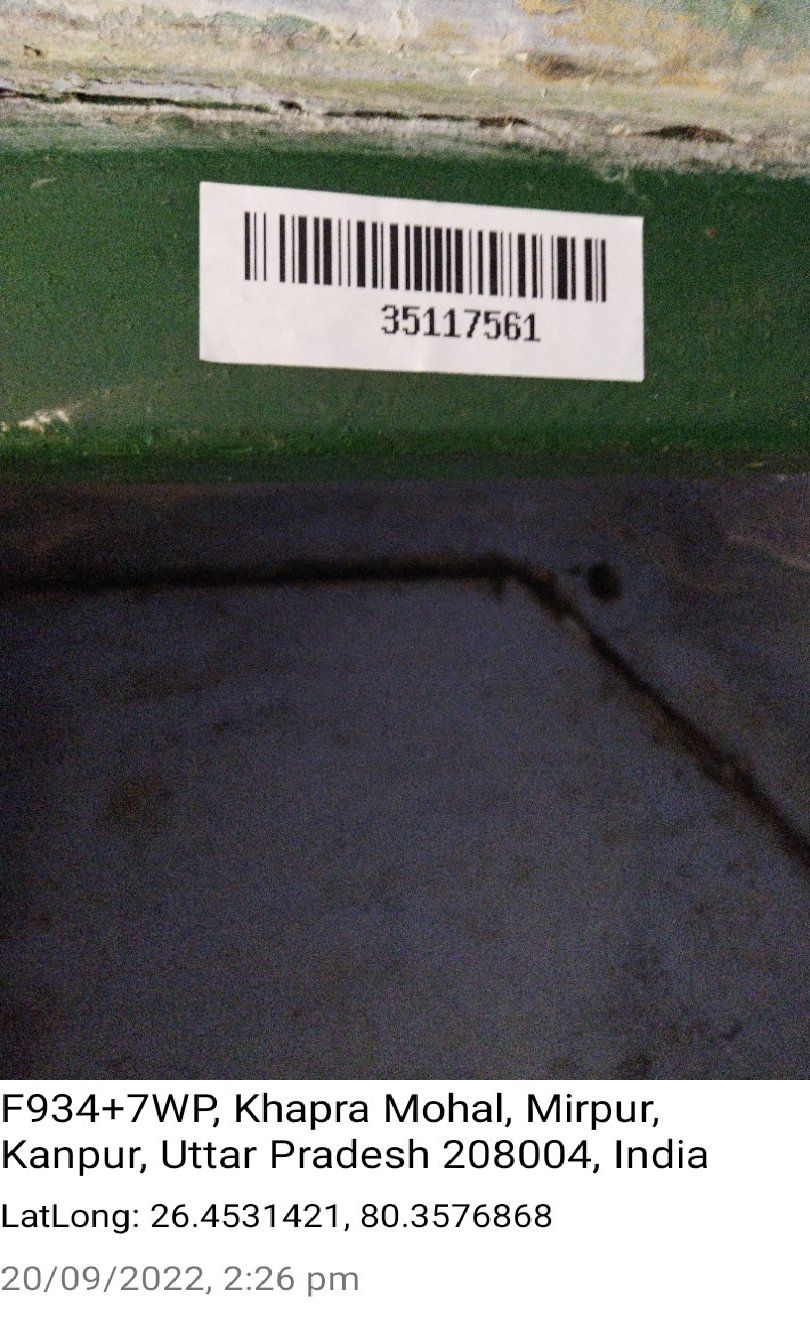 35117561
F934+7WP, Khapra Mohal, Mirpur,
Kanpur, Uttar Pradesh 208004, India
LatLong: 26.4531421, 80.3576868
20/09/2022, 2:26 pm